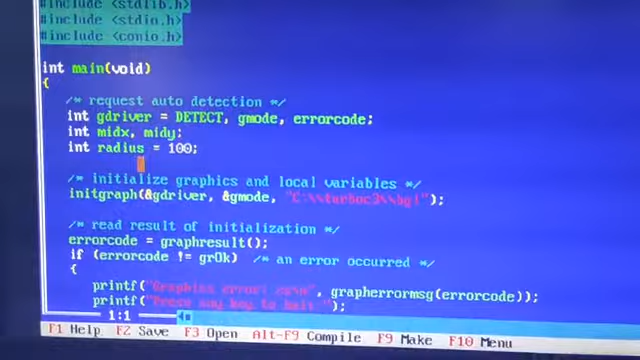 #include <stdlib.h>
#include <stdio.h>
#include <conio.h>
int main(void)
{
/* request auto detection */
int gdriver = DETECT, gmode, errorcode;
int midx, midy;
int radius = 100;
/* initialize graphics and local variables */
initgraph(&gdriver, &gmode, "C:\\turboc3\\bgi");
/* read result of initialization */
errorcode = graphresult();
if (errorcode != grOk) /* an error occurred */
{
printf("Graphics error: %s\n", grapherrormsg(errorcode));
printf("Press any key to halt:");
1:1
F1 Help F2 Save F3 Open Alt-F9 Compile F9 Make F10 Menu